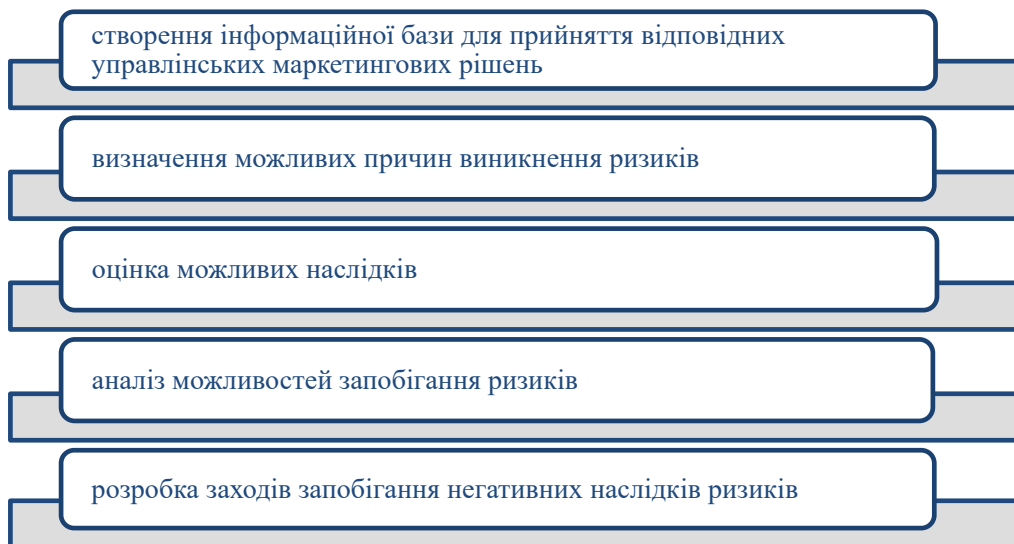 створення інформаційної бази для прийняття відповідних
управлінських маркетингових рішень
визначення можливих причин виникнення ризиків
оцінка можливих наслідків
аналіз можливостей запобігання ризиків
розробка заходів запобігання негативних наслідків ризиків